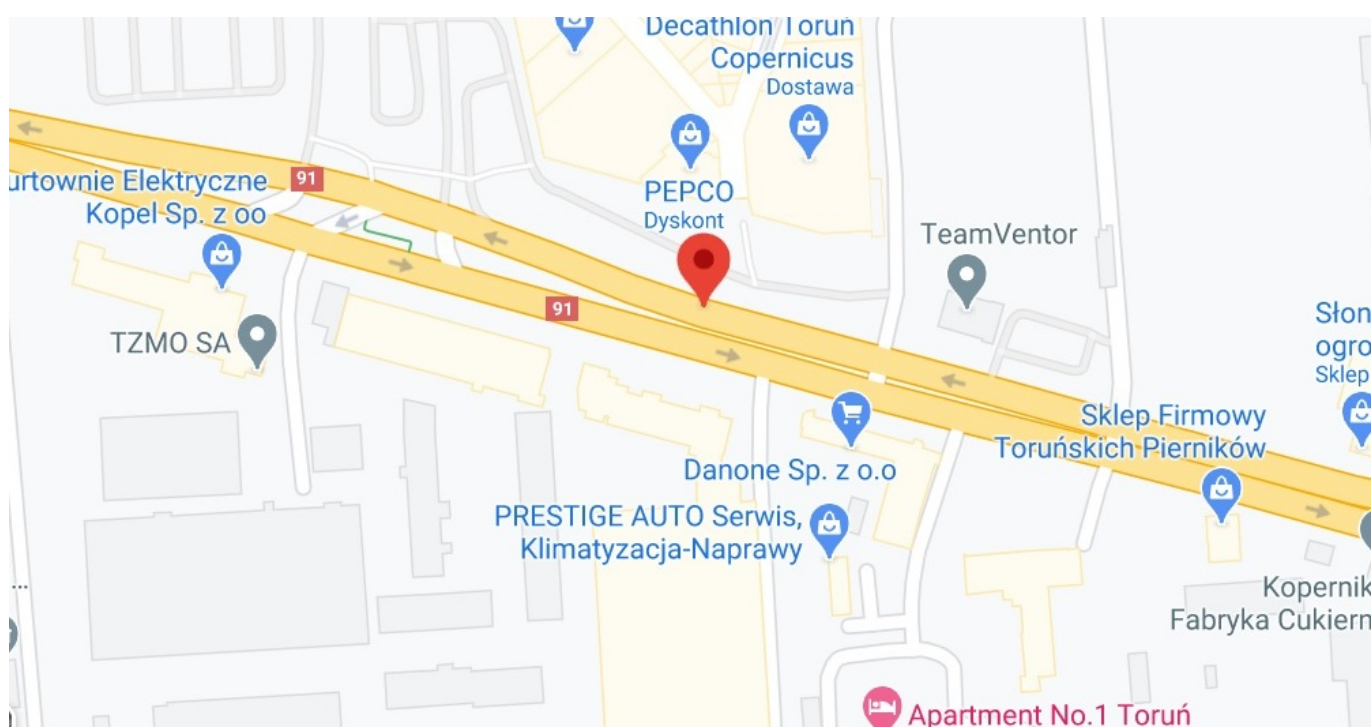 Decathlon Toruń
Copernicus
Dostawa
91
urtownie Elektryczne
Kopel Sp. z oo
PEPCO
Dyskont
TeamVentor
91
TZMO SA
Słon
ogro
Sklep
Sklep Firmowy
Toruńskich Pierników
Danone Sp. z o.o
PRESTIGE AUTO Serwis,
Klimatyzacja-Naprawy
...
Kopernik
Fabryka Cukiern
Apartment No.1 Toruń